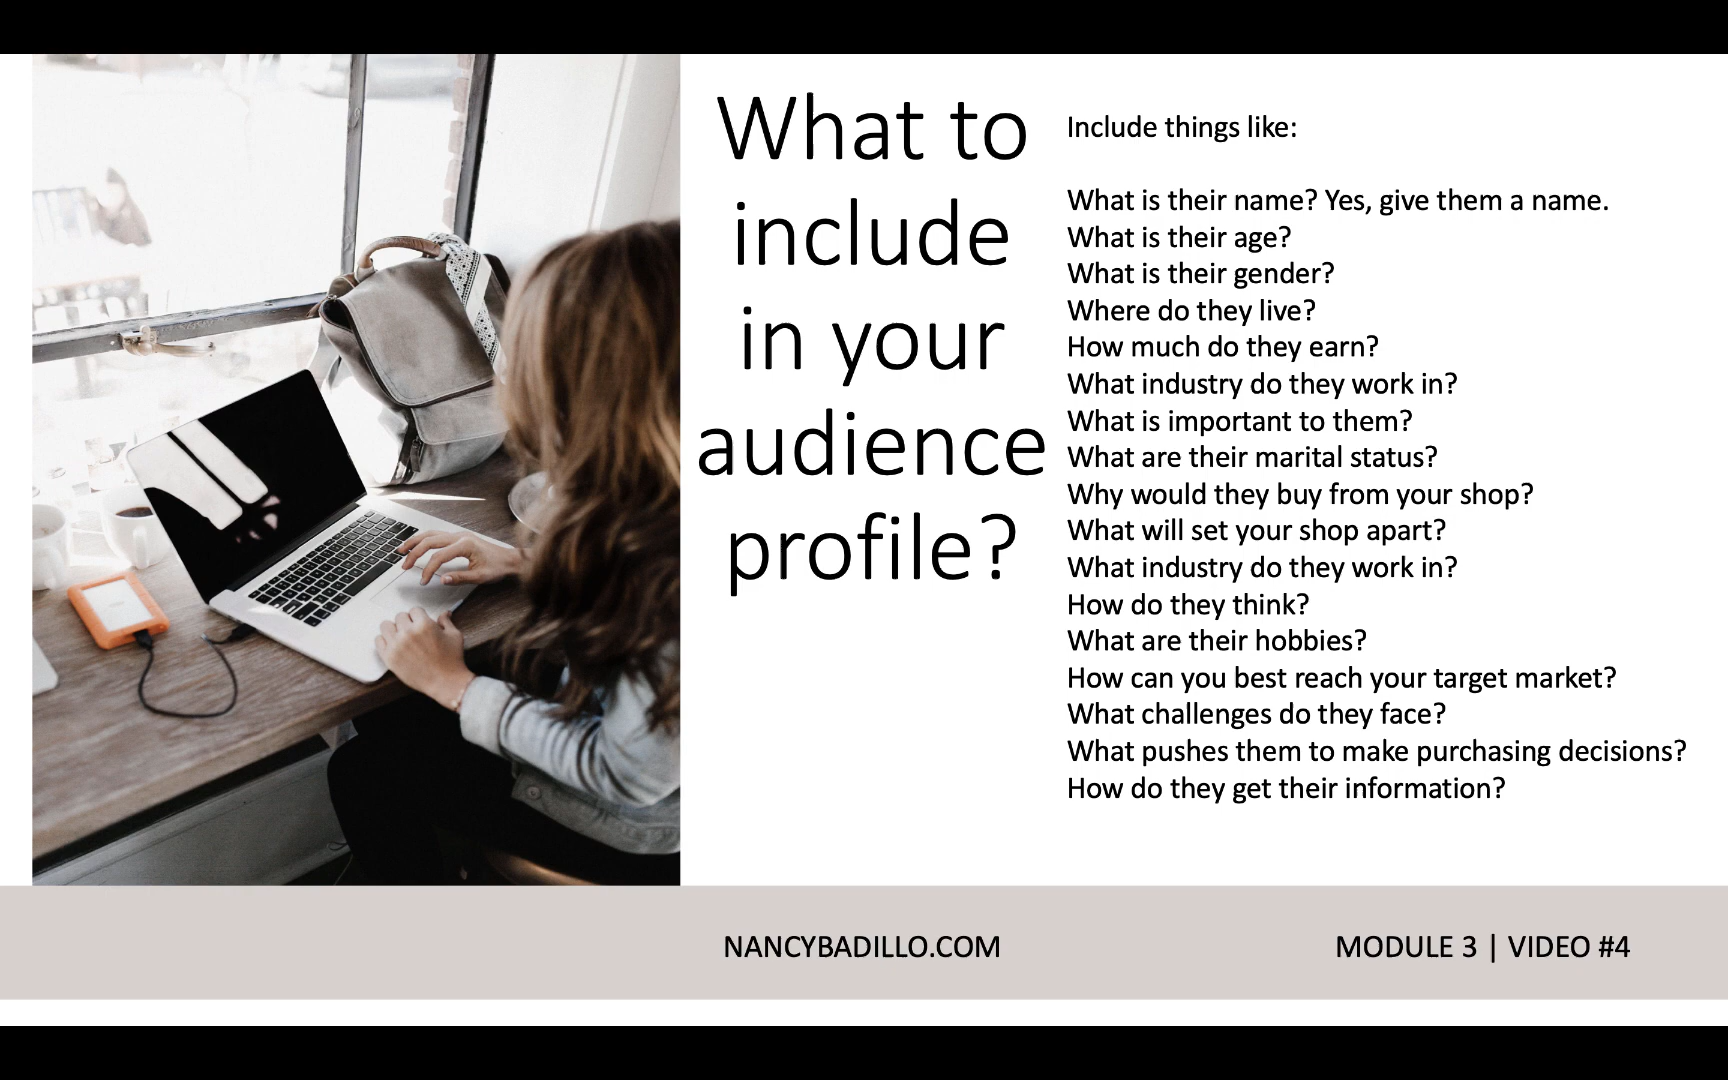 What to
include
in your
audience
profile?
Include things like:
What is their name? Yes, give them a name.
What is their age?
What is their gender?
Where do they live?
How much do they earn?
What industry do they work in?
What is important to them?
What are their marital status?
Why would they buy from your shop?
What will set your shop apart?
What industry do they work in?
How do they think?
What are their hobbies?
How can you best reach your target market?
What challenges do they face?
What pushes them to make purchasing decisions?
How do they get their information?
NANCYBADILLO.COM
MODULE 3 | VIDEO #4